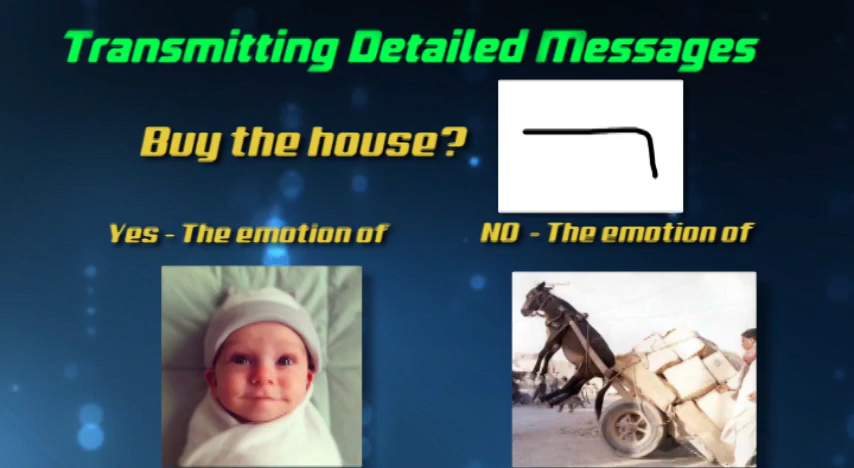 Transmitting Detailed Messages
Buy the house?
Yes - The emotion of
NO - The emotion of